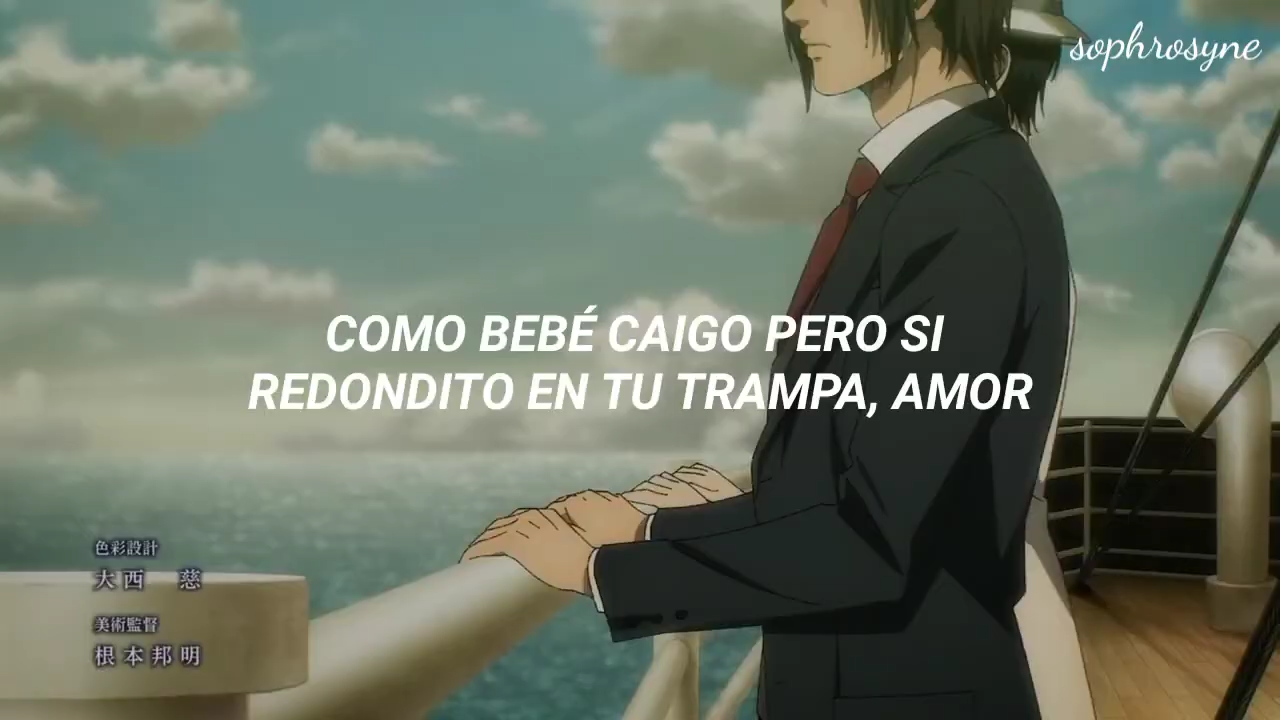 sophrosyne
COMO BEBÉ CAIGO PERO SI
REDONDITO EN TU TRAMPA, AMOR
色彩設計
大西 慈
美術監督
根本邦明